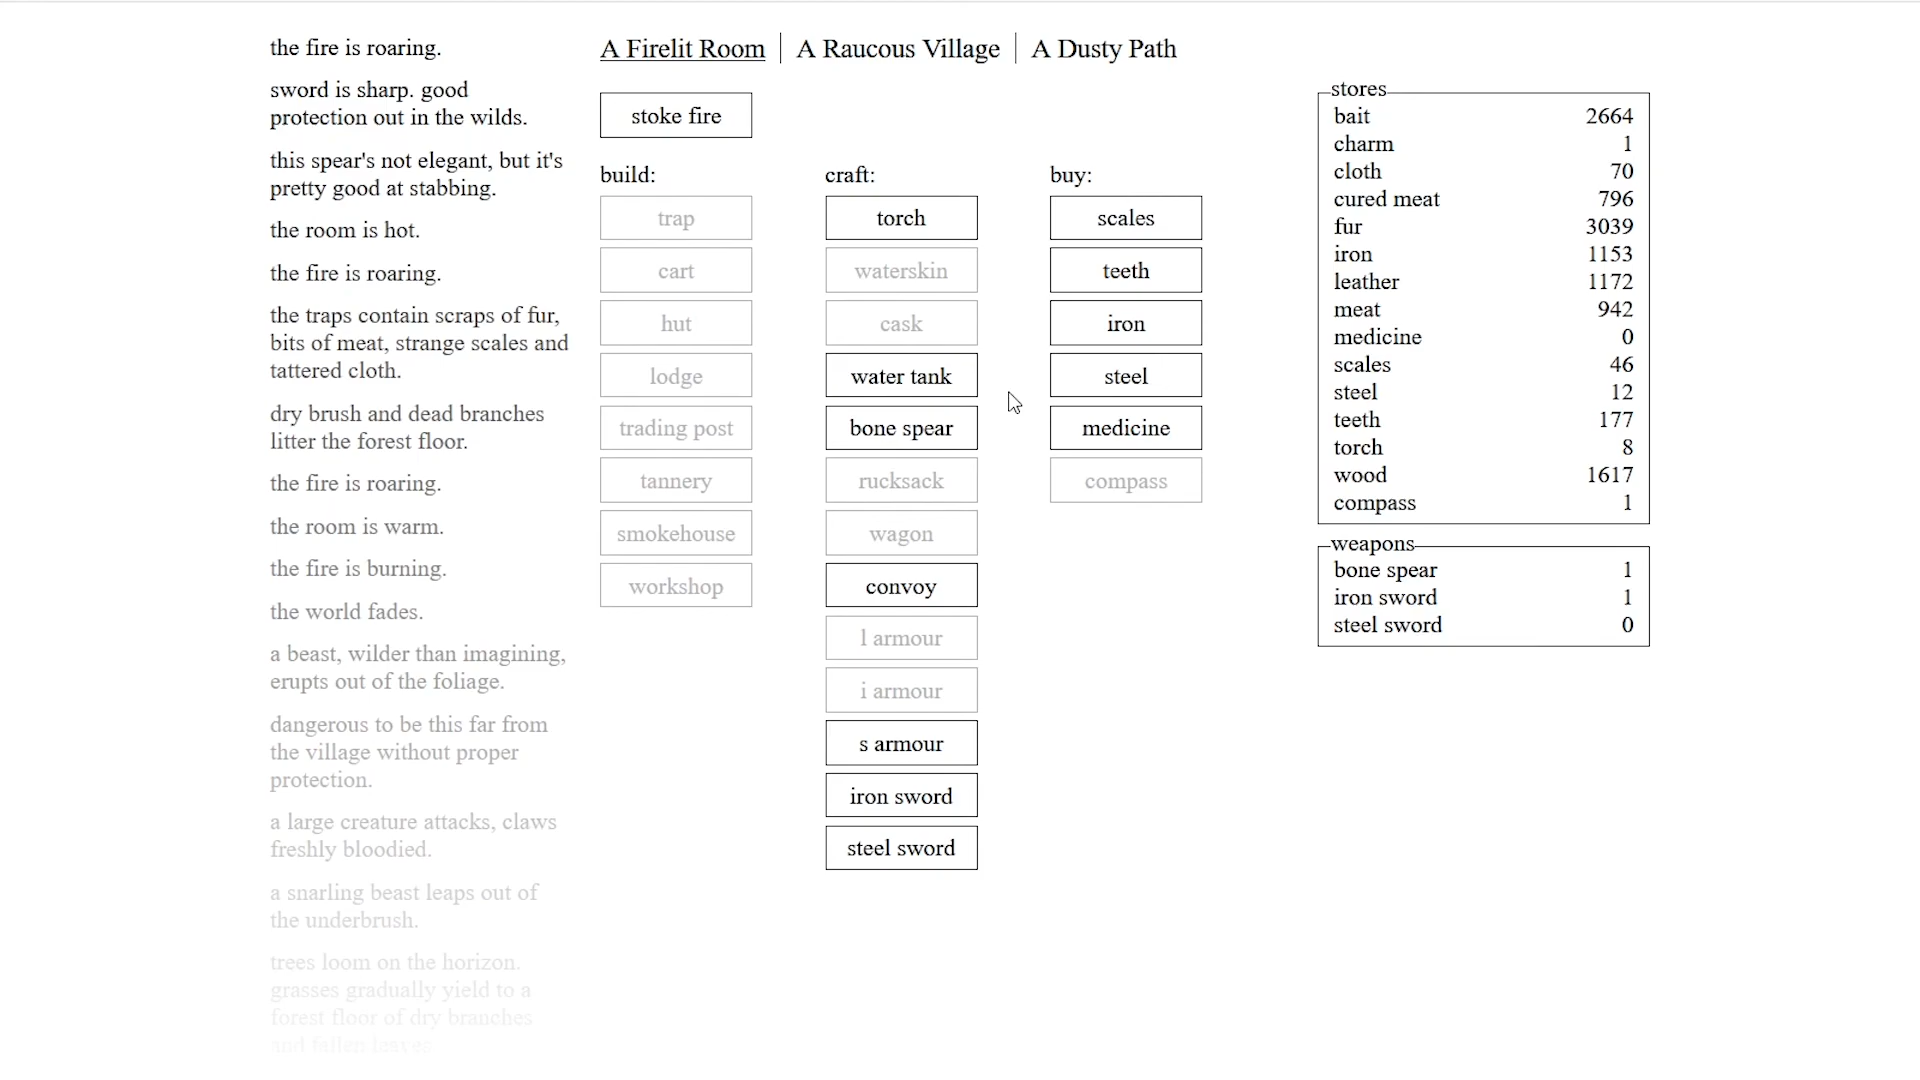 the fire is roaring.
sword is sharp. good
protection out in the wilds.
this spear's not elegant, but it's
pretty good at stabbing.
the room is hot.
the fire is roaring.
the traps contain scraps of fur,
bits of meat, strange scales and
tattered cloth.
dry brush and dead branches
litter the forest floor.
the fire is roaring.
the room is warm.
the fire is burning.
the world fades.
a beast, wilder than imagining,
erupts out of the foliage.
dangerous to be this far from
the village without proper
protection.
a large creature attacks, claws
freshly bloodied.
a snarling beast leaps out of
the underbrush.
trees loom on the horizon.
grasses gradually yield to a
forest floor of dry branches
and fallen leaves
A Firelit Room | A Raucous Village | A Dusty Path
stoke fire
build:
trap
cart
hut
lodge
trading post
tannery
smokehouse
workshop
craft:
torch
waterskin
cask
water tank
bone spear
rucksack
wagon
convoy
l armour
i armour
s armour
iron sword
steel sword
buy:
scales
teeth
iron
steel
medicine
compass
stores
bait 2664
charm 1
cloth 70
cured meat 796
fur 3039
iron 1153
leather 1172
meat 942
medicine 0
scales 46
steel 12
teeth 177
torch 8
wood 1617
compass 1
weapons
bone spear 1
iron sword 1
steel sword 0